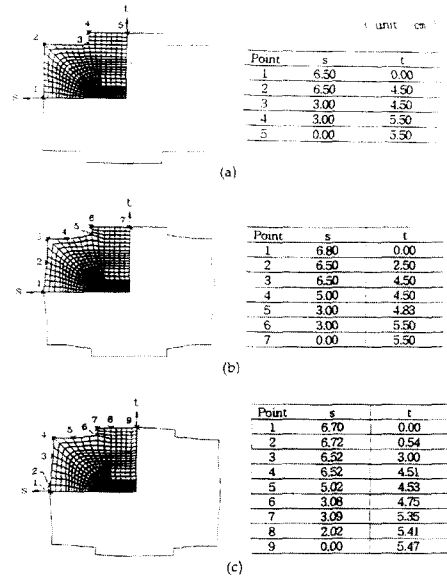 ( unit cm )
t
4 5
2 3
1
s
Point s t
1 6.50 0.00
2 6.50 4.50
3 3.00 4.50
4 3.00 5.50
5 0.00 5.50
(a)
t
6 7
5
3 4
2
1
s
Point s t
1 6.80 0.00
2 6.50 2.50
3 6.50 4.50
4 5.00 4.50
5 3.00 4.83
6 3.00 5.50
7 0.00 5.50
(b)
t
7 8 9
4 5 6
3
2
1
s
Point s t
1 6.70 0.00
2 6.72 0.54
3 6.52 3.00
4 6.52 4.51
5 5.02 4.53
6 3.08 4.75
7 3.09 5.35
8 2.02 5.41
9 0.00 5.47
(c)